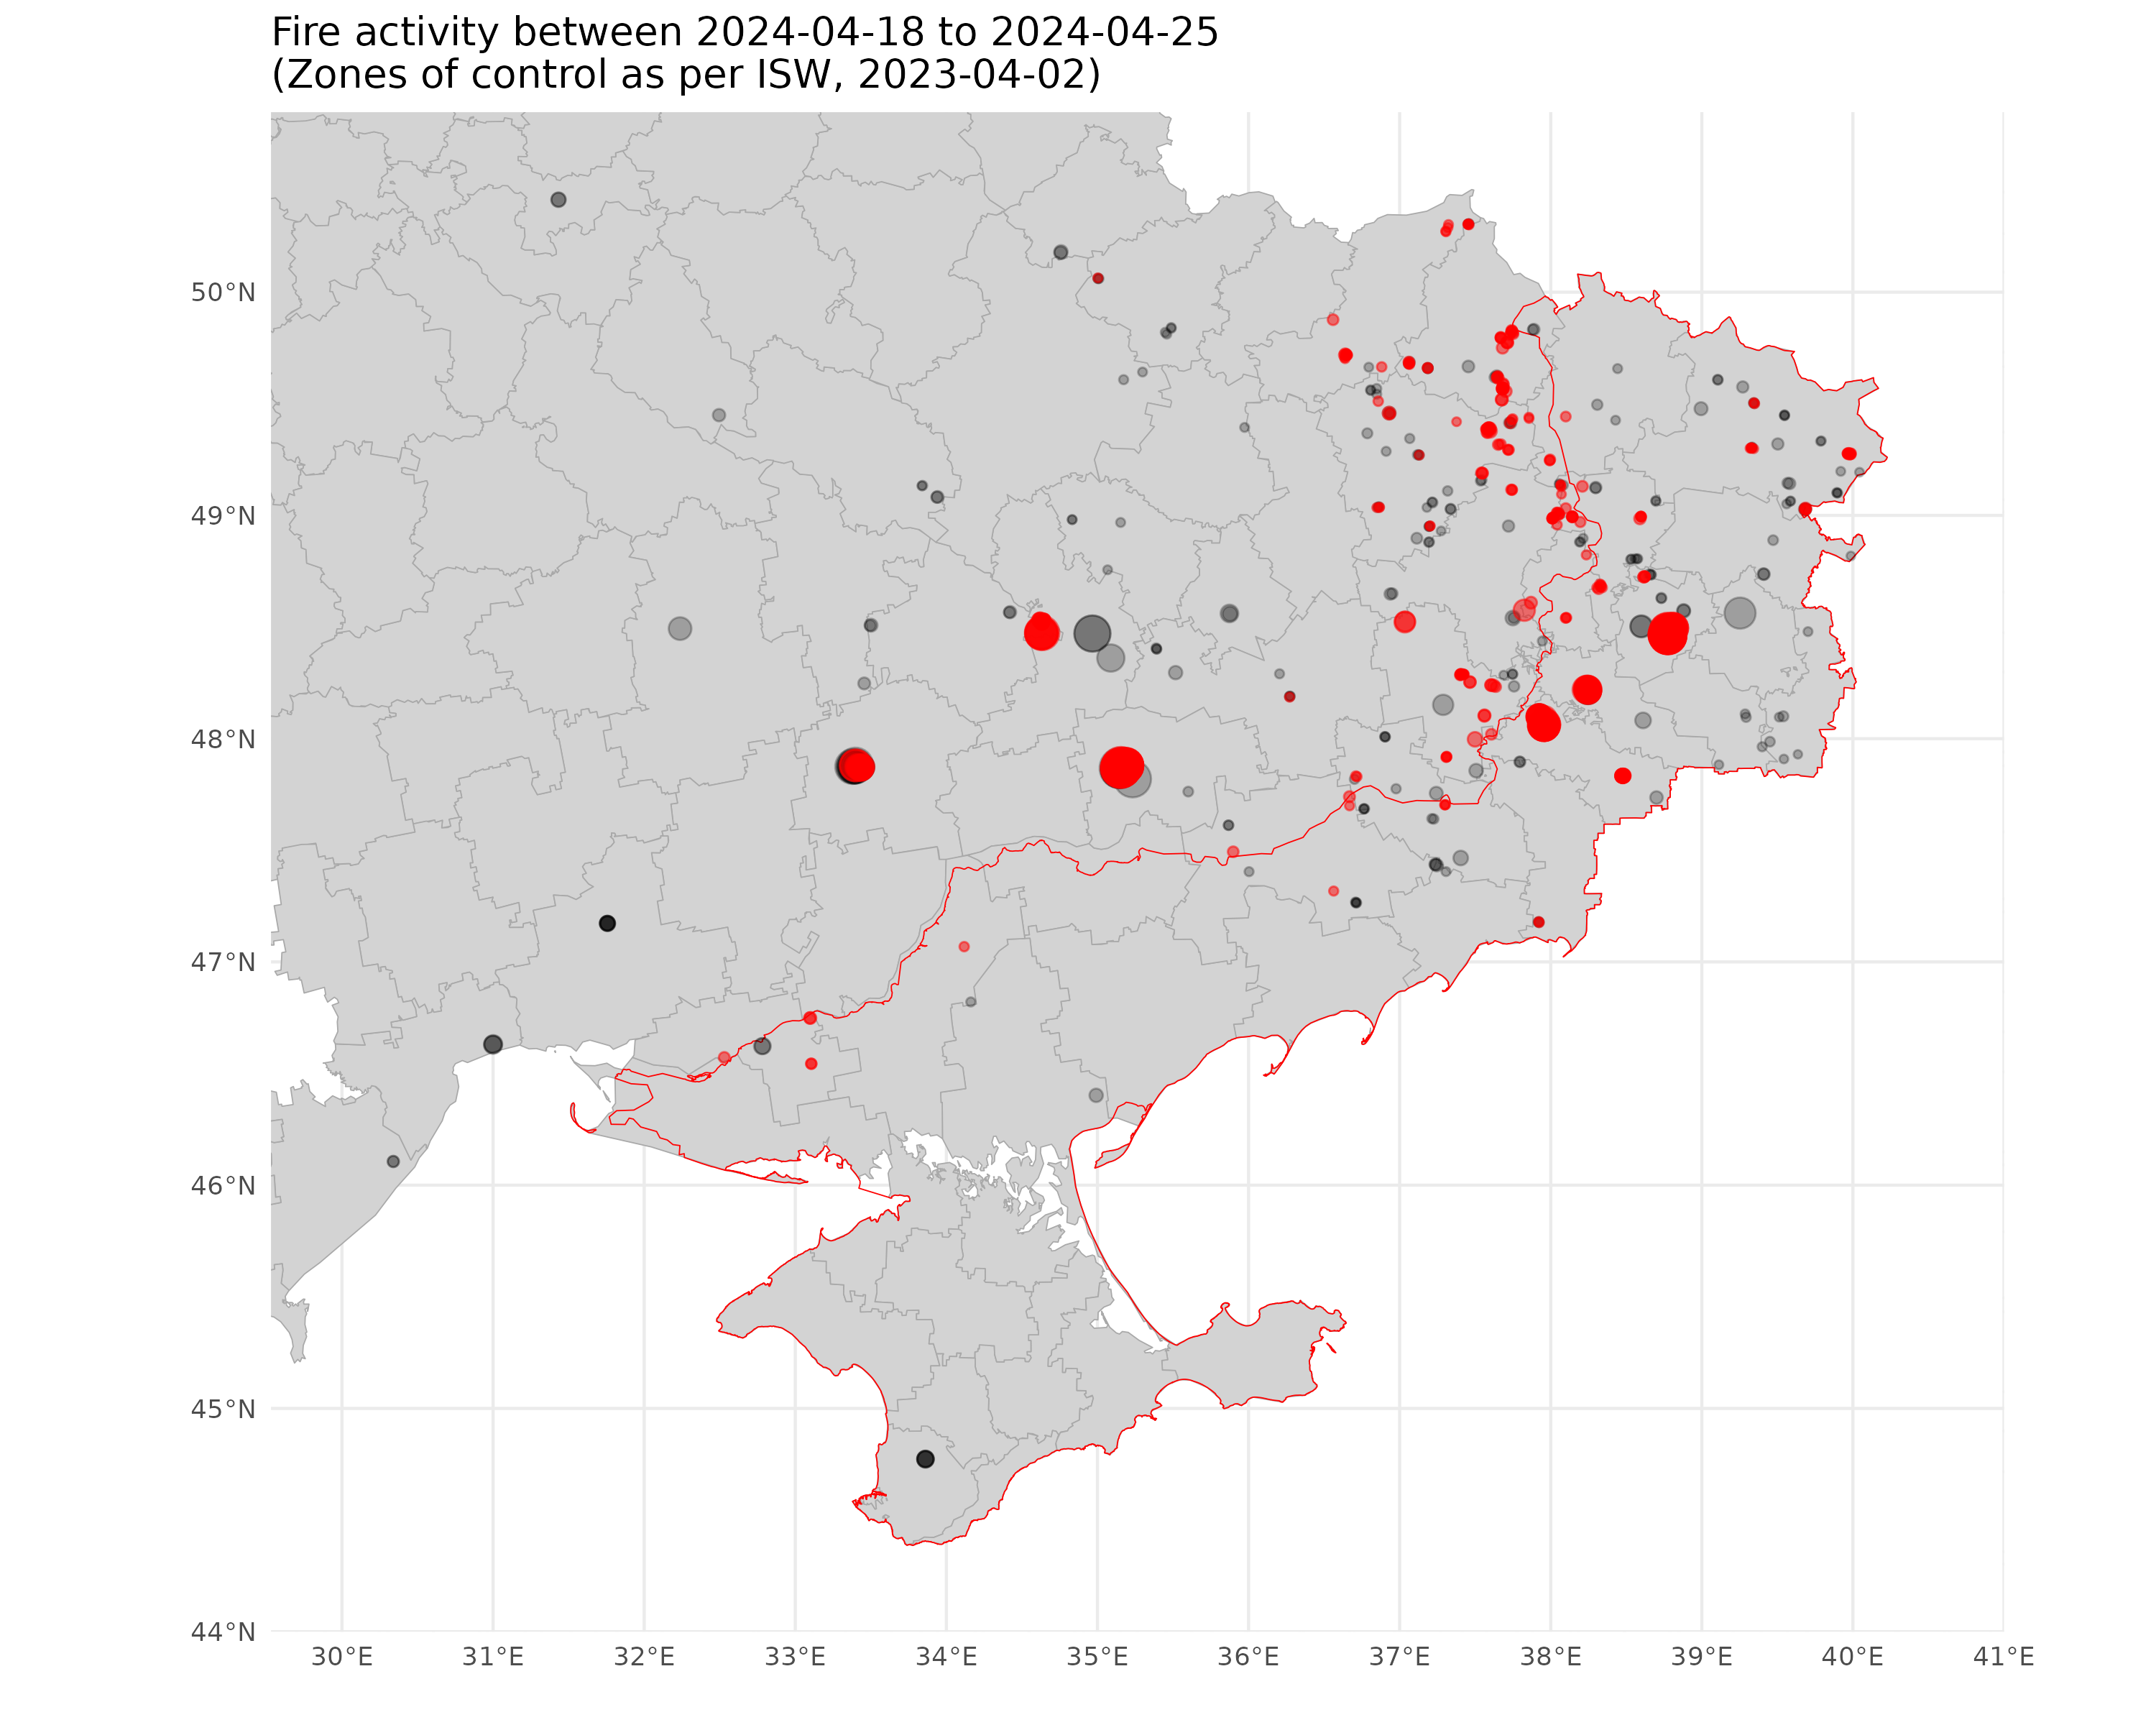 Fire activity between 2024-04-18 to 2024-04-25
(Zones of control as per ISW, 2023-04-02)
50°N
49°N
48°N
47°N
46°N
45°N
44°N
30°E 31°E 32°E 33°E 34°E 35°E 36°E 37°E 38°E 39°E 40°E 41°E